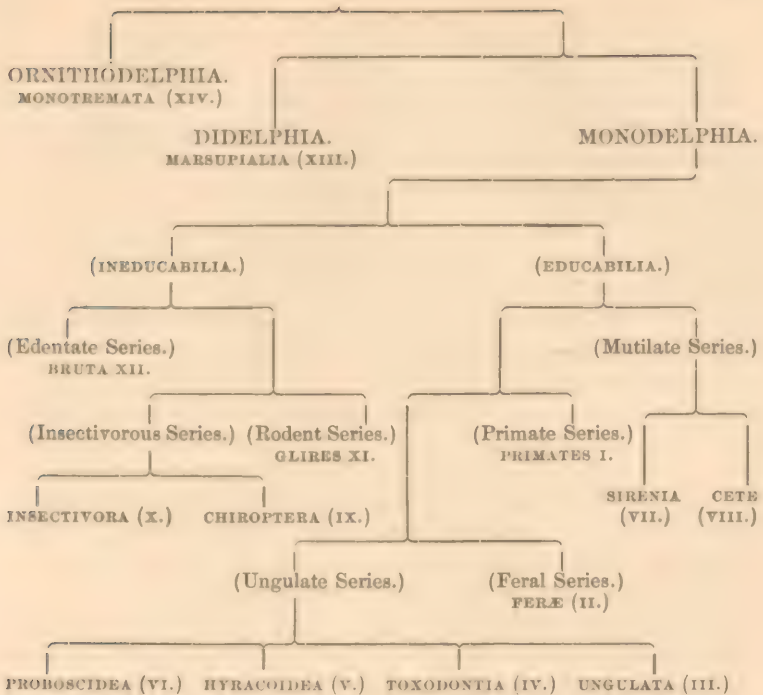 ORNITHODELPHIA.
MONOTREMATA (XIV.)
DIDELPHIA.
MARSUPIALIA (XIII.)
MONODELPHIA.
(INEDUCABILIA.)
(EDUCABILIA.)
(Edentate Series.)
BRUTA XII.
(Mutilate Series.)
(Insectivorous Series.)
(Rodent Series.)
GLIRES XI.
(Primate Series.)
PRIMATES I.
INSECTIVORA (X.)
CHIROPTERA (IX.)
SIRENIA
(VII.)
CETE
(VIII.)
(Ungulate Series.)
(Feral Series.)
FERÆ (II.)
PROBOSCIDEA (VI.)
HYRACOIDEA (V.)
TOXODONTIA (IV.)
UNGULATA (III.)